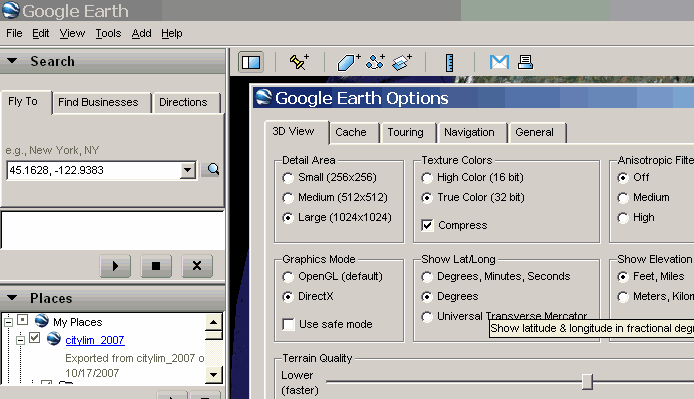 Google Earth
File Edit View Tools Add Help
Search
Fly To Find Businesses Directions
e.g., New York, NY
45.1628, -122.9383
Places
My Places
citylim_2007
Exported from citylim_2007 o
10/17/2007
Google Earth Options
3D View Cache Touring Navigation General
Detail Area
Small (256x256)
Medium (512x512)
Large (1024x1024)
Texture Colors
High Color (16 bit)
True Color (32 bit)
Compress
Anisotropic Filte
Off
Medium
High
Graphics Mode
OpenGL (default)
DirectX
Use safe mode
Show Lat/Long
Degrees, Minutes, Seconds
Degrees
Universal Transverse Mercator
Show latitude & longitude in fractional degr
Show Elevation
Feet, Miles
Meters, Kilom
Terrain Quality
Lower
(faster)